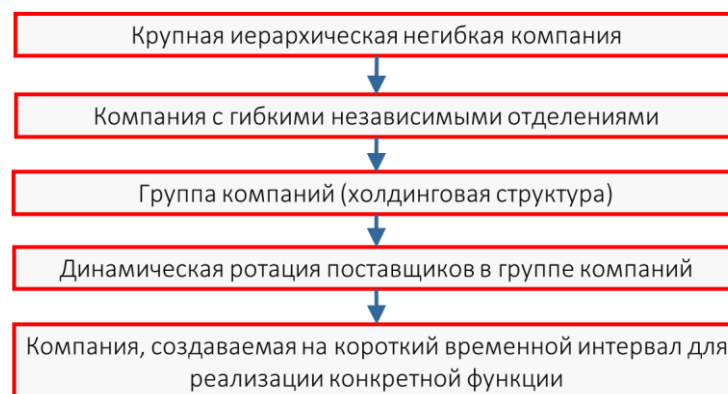 Крупная иерархическая негибкая компания
Компания с гибкими независимыми отделениями
Группа компаний (холдинговая структура)
Динамическая ротация поставщиков в группе компаний
Компания, создаваемая на короткий временной интервал для
реализации конкретной функции